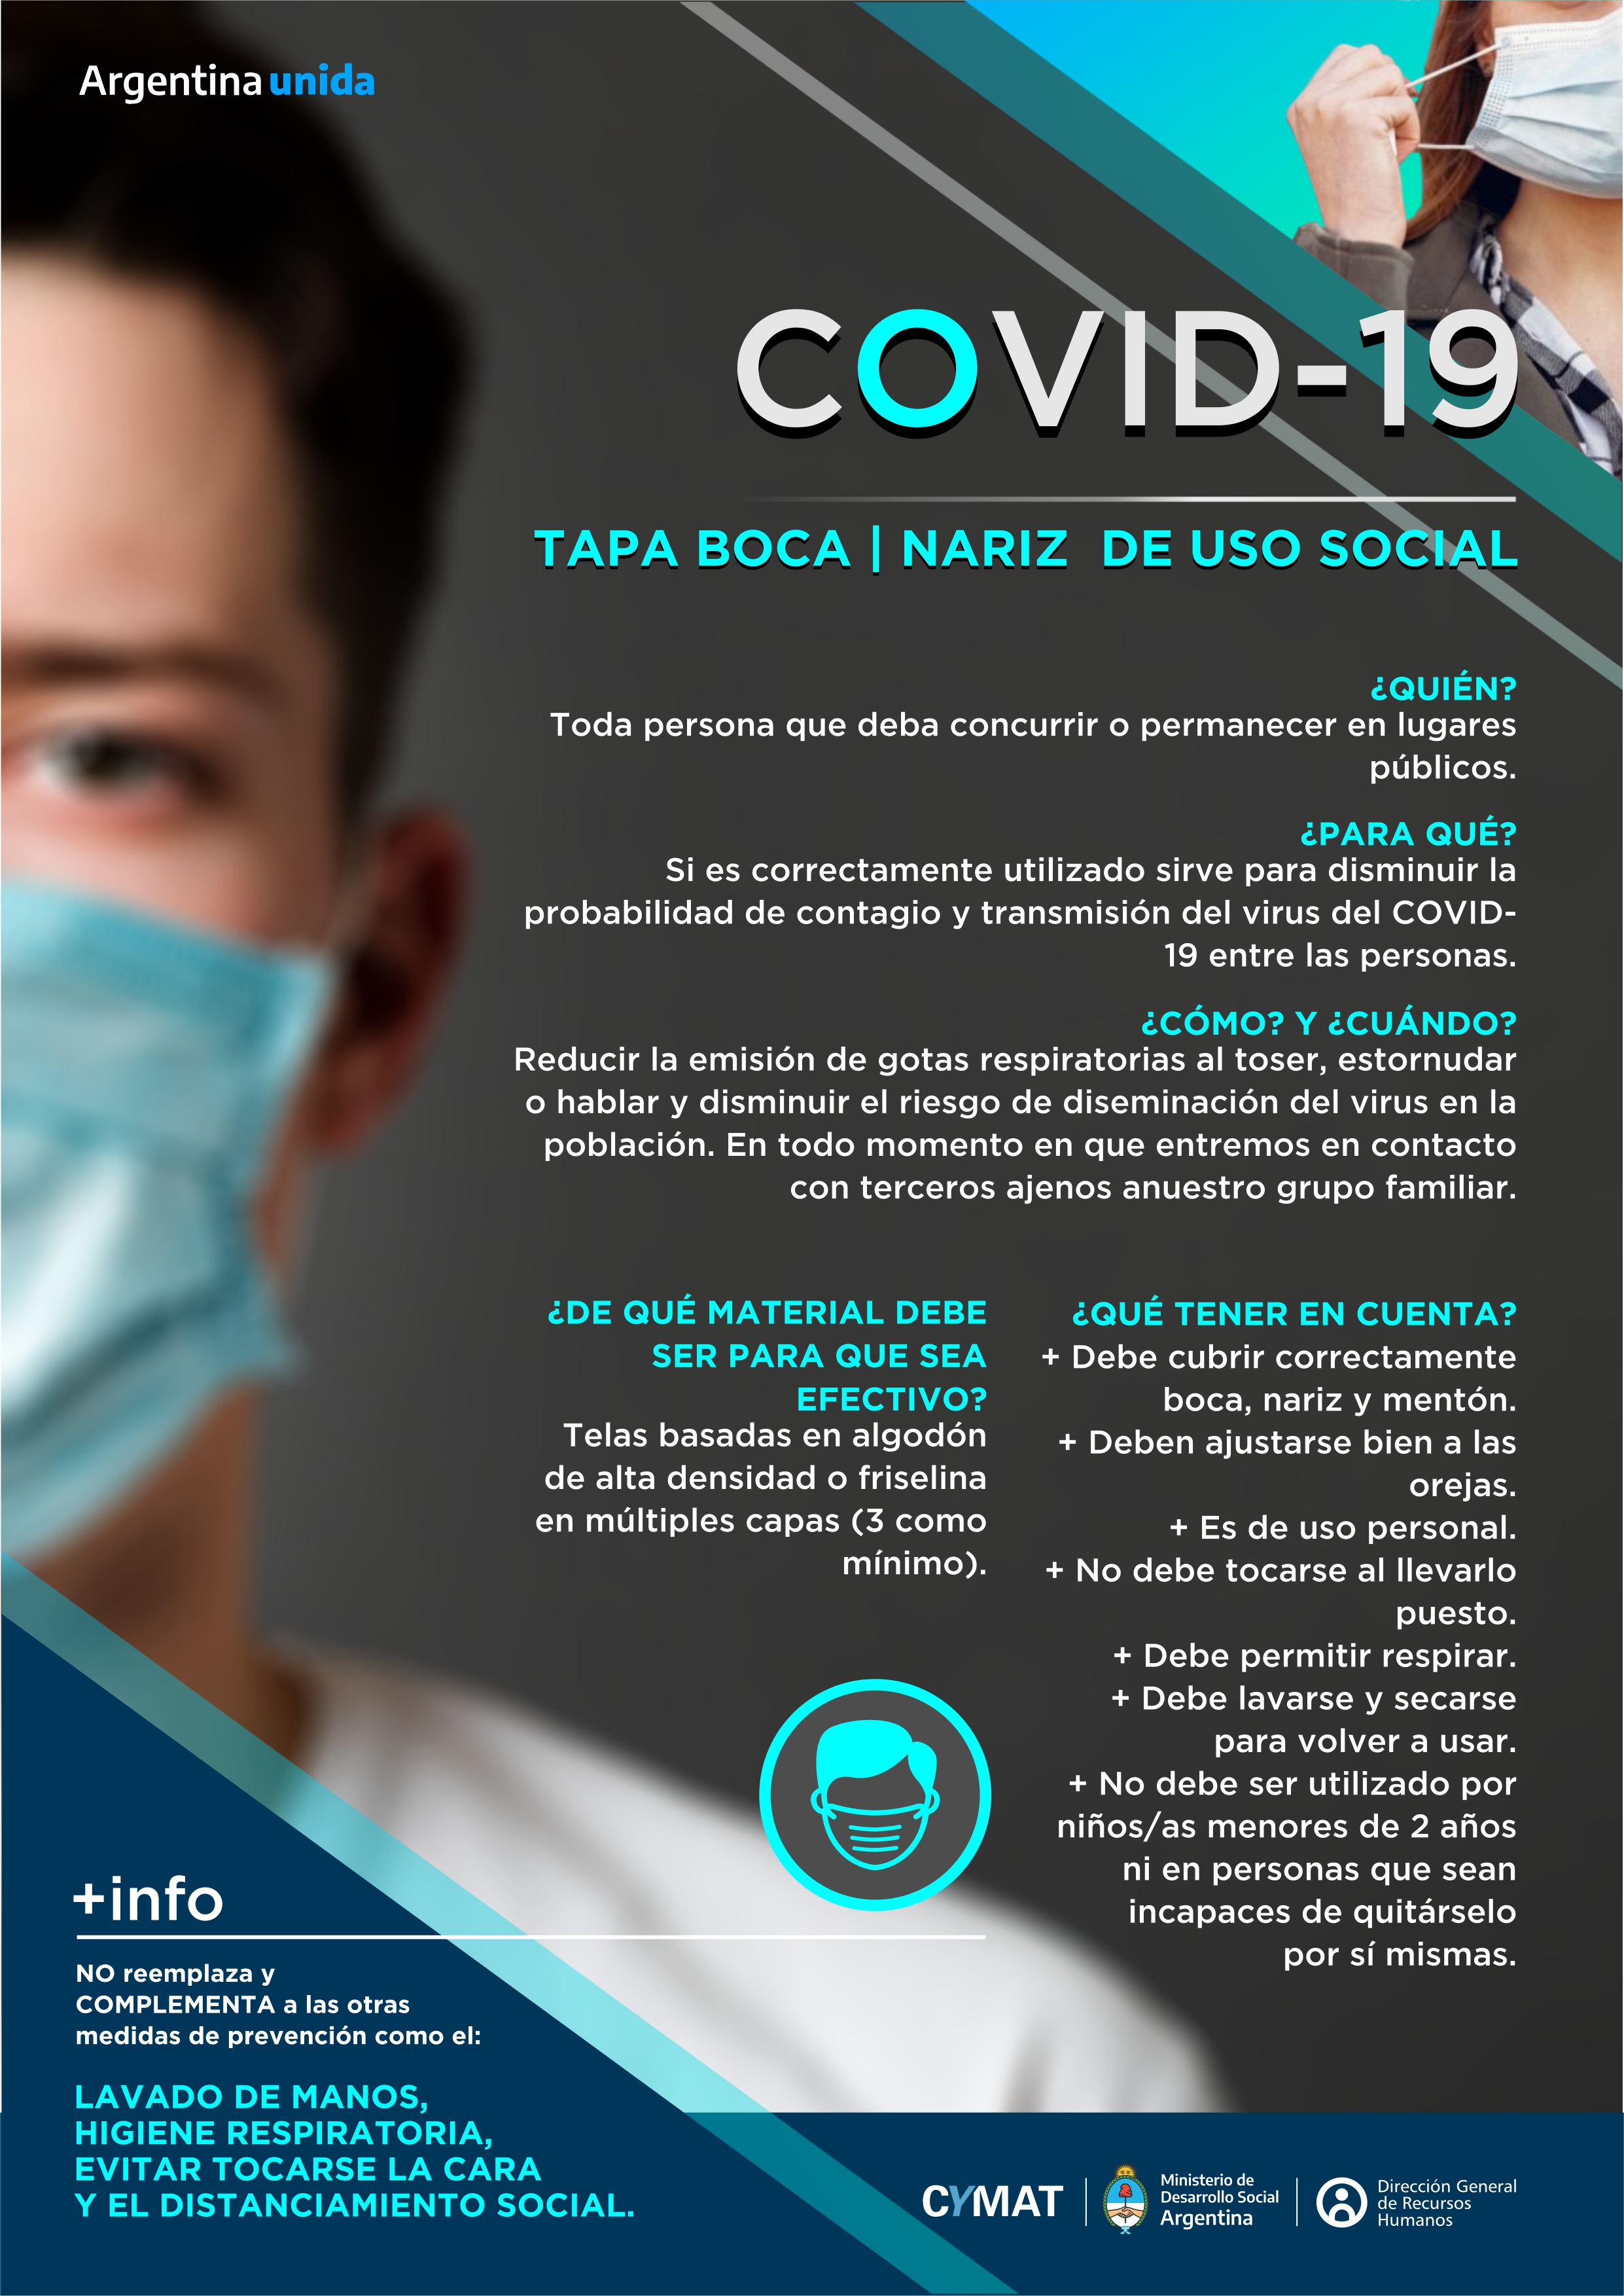 Argentina unida
COVID-19
TAPA BOCA | NARIZ DE USO SOCIAL
¿QUIÉN?
Toda persona que deba concurrir o permanecer en lugares
públicos.
¿PARA QUÉ?
Si es correctamente utilizado sirve para disminuir la
probabilidad de contagio y transmisión del virus del COVID-
19 entre las personas.
¿CÓMO? Y ¿CUÁNDO?
Reducir la emisión de gotas respiratorias al toser, estornudar
o hablar y disminuir el riesgo de diseminación del virus en la
población. En todo momento en que entremos en contacto
con terceros ajenos anuestro grupo familiar.
¿DE QUÉ MATERIAL DEBE
SER PARA QUE SEA
EFECTIVO?
Telas basadas en algodón
de alta densidad o friselina
en múltiples capas (3 como
mínimo).
¿QUÉ TENER EN CUENTA?
+ Debe cubrir correctamente
boca, nariz y mentón.
+ Deben ajustarse bien a las
orejas.
+ Es de uso personal.
+ No debe tocarse al llevarlo
puesto.
+ Debe permitir respirar.
+ Debe lavarse y secarse
para volver a usar.
+ No debe ser utilizado por
niños/as menores de 2 años
ni en personas que sean
incapaces de quitárselo
por sí mismas.
+info
NO reemplaza y
COMPLEMENTA a las otras
medidas de prevención como el:
LAVADO DE MANOS,
HIGIENE RESPIRATORIA,
EVITAR TOCARSE LA CARA
Y EL DISTANCIAMIENTO SOCIAL.
CYMAT
Ministerio de
Desarrollo Social
Argentina
Dirección General
de Recursos
Humanos